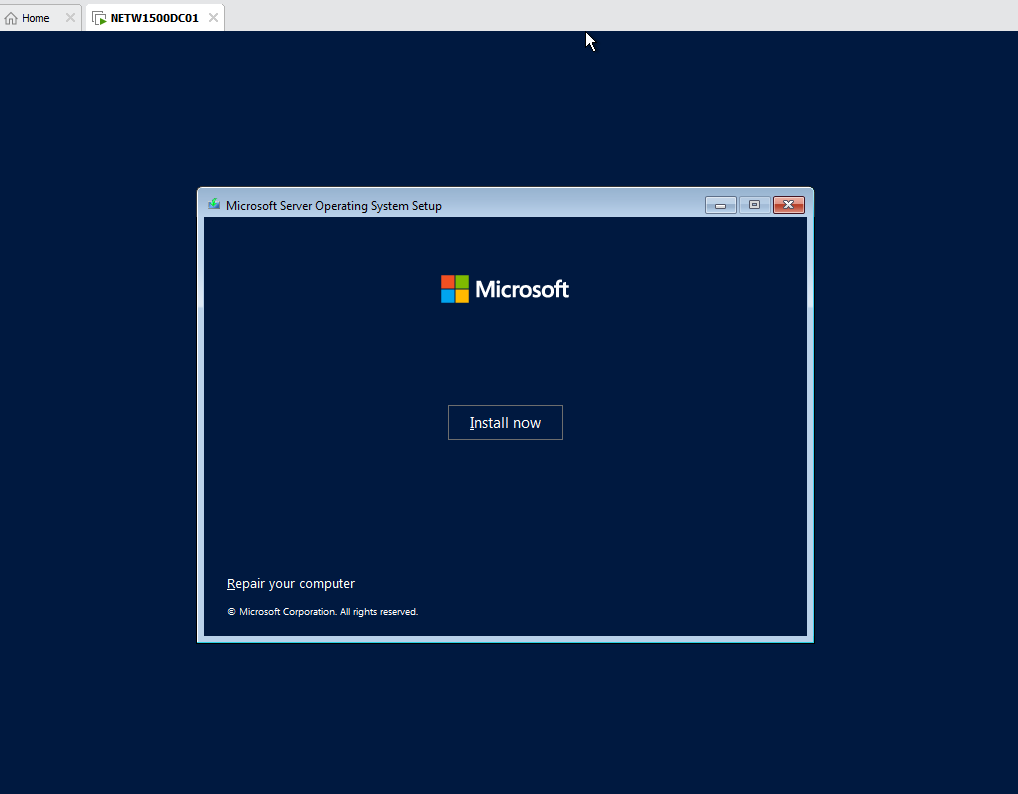 Home
NETW1500DC01
Microsoft Server Operating System Setup
Microsoft
Install now
Repair your computer
© Microsoft Corporation. All rights reserved.